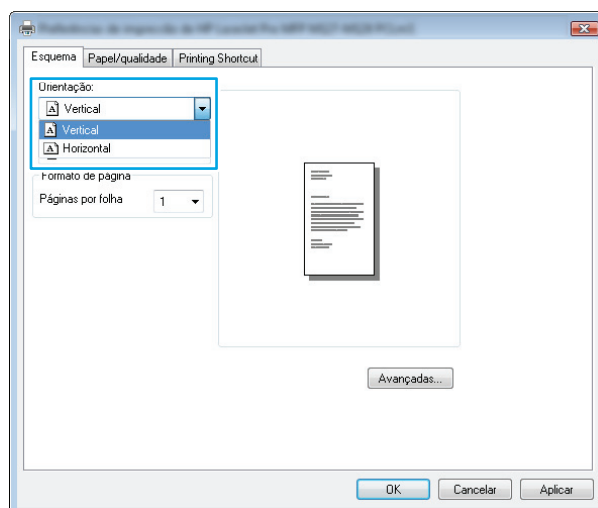 Esquema Papel/qualidade Printing Shortcut
Orientação:
Vertical
Vertical
Horizontal
Formato de página
Páginas por folha 1
Avançadas...
OK Cancelar Aplicar